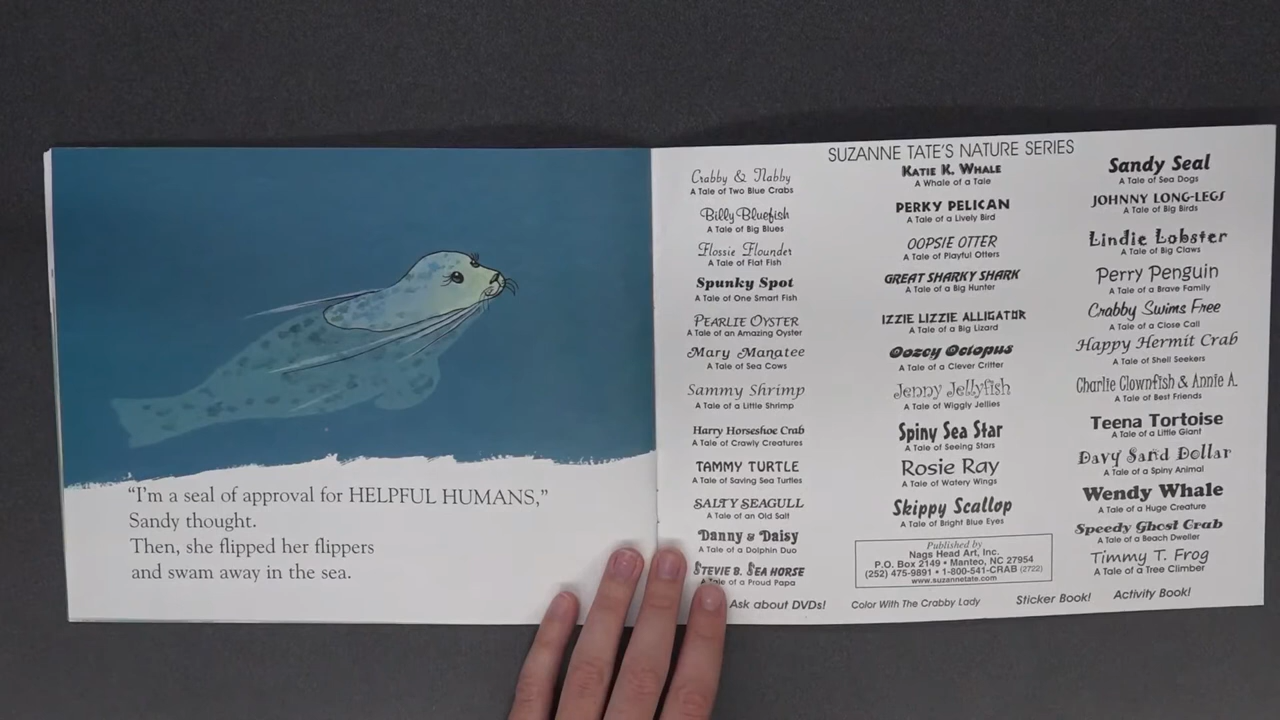 "I'm a seal of approval for HELPFUL HUMANS,"
Sandy thought.
Then, she flipped her flippers
and swam away in the sea.
SUZANNE TATE'S NATURE SERIES
Crabby & Nabby
A Tale of Two Blue Crabs
Billy Bluefish
A Tale of Big Blues
Flossie Flounder
A Tale of Flat Fish
Spunky Spot
A Tale of One Smart Fish
PEARLIE OYSTER
A Tale of an Amazing Oyster
Mary Manatee
A Tale of Sea Cows
Sammy Shrimp
A Tale of a Little Shrimp
Harry Horseshoe Crab
A Tale of Crawly Creatures
TAMMY TURTLE
A Tale of Saving Sea Turtles
SALTY SEAGULL
A Tale of an Old Salt
Danny & Daisy
A Tale of a Dolphin Duo
STEVIE B. SEA HORSE
A Tale of a Proud Papa
KATIE K. WHALE
A Whale of a Tale
PERKY PELICAN
A Tale of a Lively Bird
OOPSIE OTTER
A Tale of Playful Otters
GREAT SHARKY SHARK
A Tale of a Big Hunter
IZZIE LIZZIE ALLIGATOR
A Tale of a Big Lizard
Oozey Octopus
A Tale of a Clever Critter
Jenny Jellyfish
A Tale of Wiggly Jellies
Spiny Sea Star
A Tale of Seeing Stars
Rosie Ray
A Tale of Watery Wings
Skippy Scallop
A Tale of Bright Blue Eyes
Published by
Nags Head Art, Inc.
P.O. Box 2149 • Manteo, NC 27954
(252) 475-9891 • 1-800-541-CRAB (2722)
www.suzannetate.com
Sandy Seal
A Tale of Sea Dogs
JOHNNY LONG-LEGS
A Tale of Big Birds
Lindie Lobster
A Tale of Big Claws
Perry Penguin
A Tale of a Brave Family
Crabby Swims Free
A Tale of a Close Call
Happy Hermit Crab
A Tale of Shell Seekers
Charlie Clownfish & Annie A.
A Tale of Best Friends
Teena Tortoise
A Tale of a Little Giant
Davy Sand Dollar
A Tale of a Spiny Animal
Wendy Whale
A Tale of a Huge Creature
Speedy Ghost Crab
A Tale of a Beach Dweller
Timmy T. Frog
A Tale of a Tree Climber
Ask about DVDs! Color With The Crabby Lady Sticker Book! Activity Book!